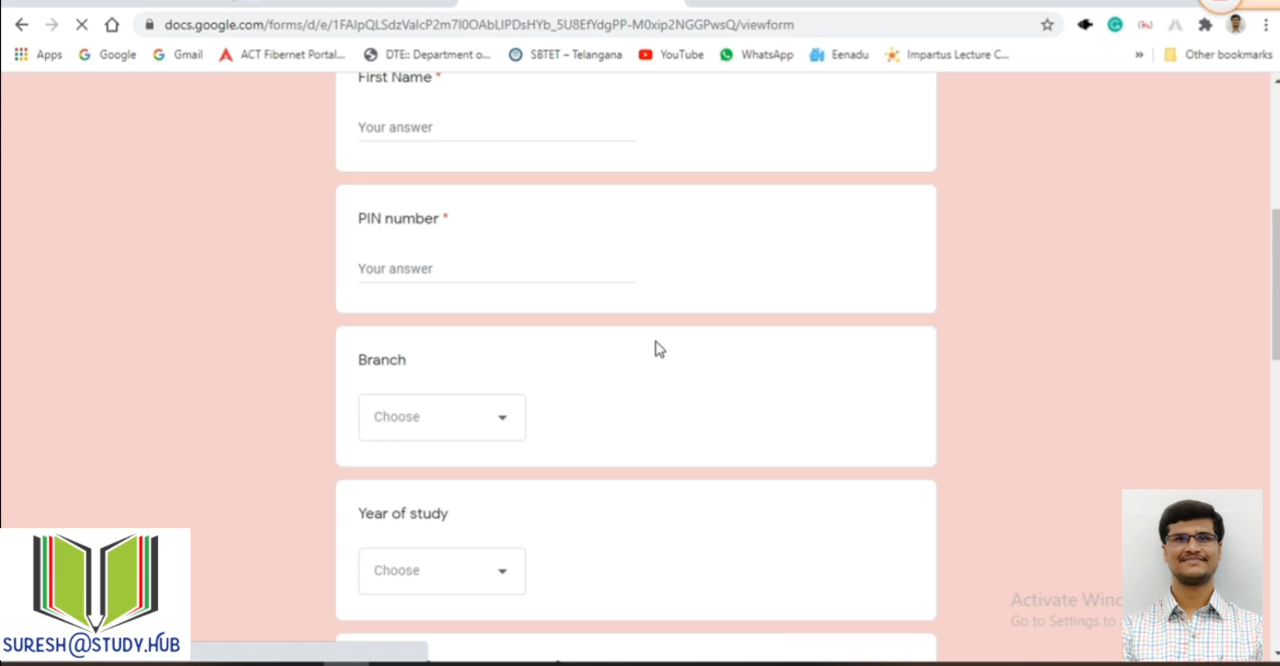 docs.google.com/forms/d/e/1FAIpQLSdzValcP2m7I0OAbLIPDsHYb_5U8EfYdgPP-M0xip2NGGPwsQ/viewform
Apps Google Gmail ACT Fibernet Portal... DTE:: Department o... SBTET – Telangana YouTube WhatsApp Eenadu Impartus Lecture C... » Other bookmarks
First Name *
Your answer
PIN number *
Your answer
Branch
Choose
Year of study
Choose
Activate Winc
Go to Settings to
SURESH@STUDY.HUB